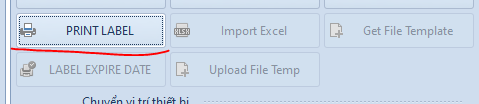 PRINT LABEL
Import Excel
Get File Template
LABEL EXPIRE DATE
Upload File Temp
Chuyển vị trí thiết bị